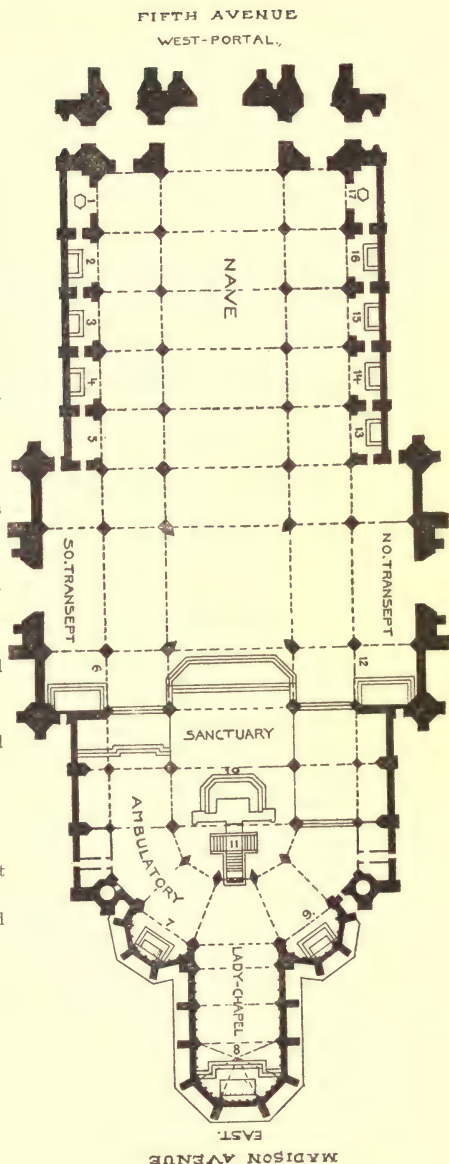 FIFTH AVENUE
WEST-PORTAL.,
1
17
2
16
NAVE
3
15
4
14
5
13
SO. TRANSEPT
NO. TRANSEPT
6
12
SANCTUARY
10
AMBULATORY
11
7
9
LADY-CHAPEL
8
EAST.
MADISON AVENUE